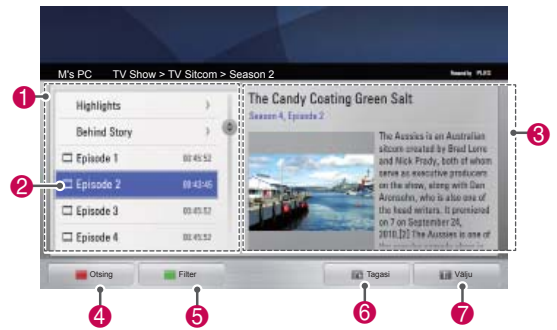 M's PC TV Show > TV Sitcom > Season 2 Powered by PLEX
1
Highlights
Behind Story
Episode 1 00:45:52
2 Episode 2 00:43:45
Episode 3 00:45:52
Episode 4 00:45:52
The Candy Coating Green Salt
Season 4, Episode 2
3
The Aussies is an Australian
sitcom created by Brad Lorre
and Nick Prady, both of whom
serve as executive producers
on the show, along with Dan
Aronsohn, who is also one of
the head writers. It premiered
on 7 on September 24,
2010.[2] The Aussies is one of
Otsing Filter Tagasi Välju
4 5 6 7